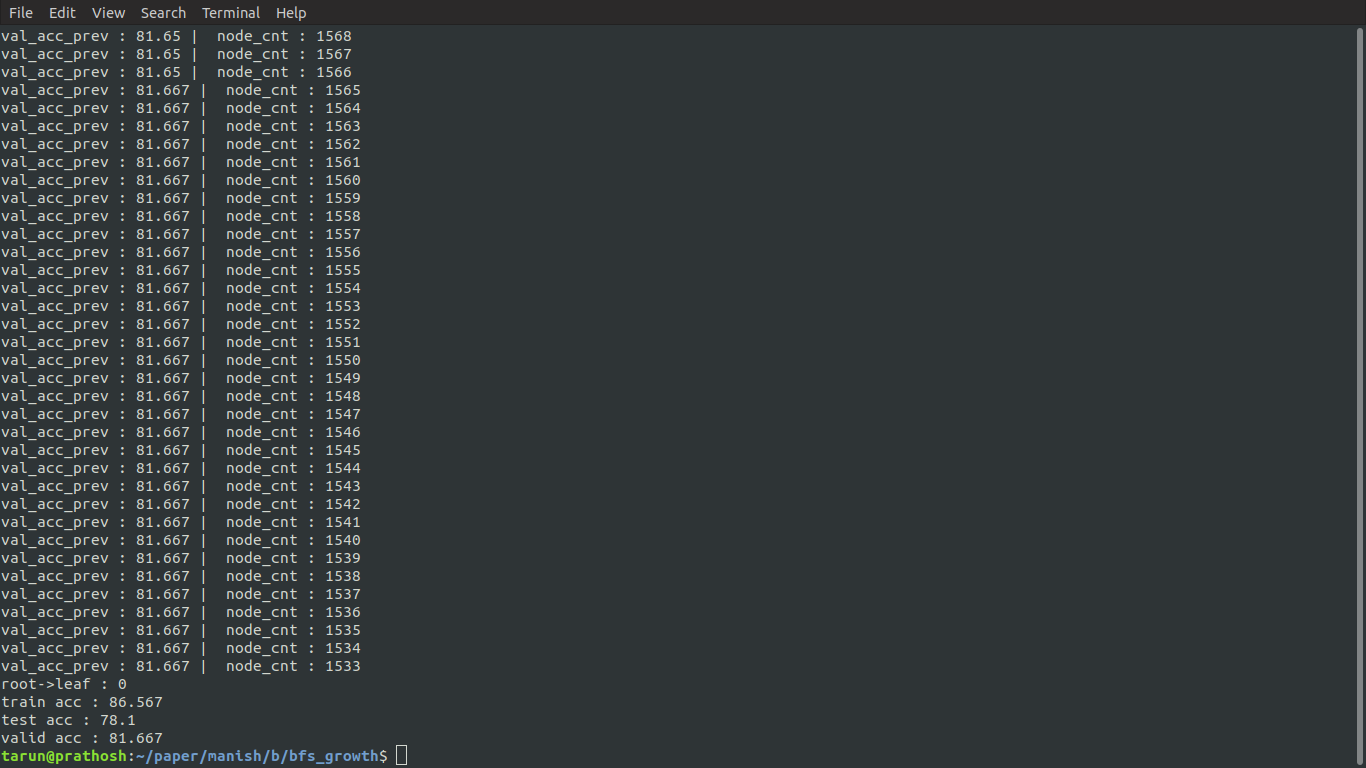 File Edit View Search Terminal Help
val_acc_prev : 81.65 |  node_cnt : 1568
val_acc_prev : 81.65 |  node_cnt : 1567
val_acc_prev : 81.65 |  node_cnt : 1566
val_acc_prev : 81.667 |  node_cnt : 1565
val_acc_prev : 81.667 |  node_cnt : 1564
val_acc_prev : 81.667 |  node_cnt : 1563
val_acc_prev : 81.667 |  node_cnt : 1562
val_acc_prev : 81.667 |  node_cnt : 1561
val_acc_prev : 81.667 |  node_cnt : 1560
val_acc_prev : 81.667 |  node_cnt : 1559
val_acc_prev : 81.667 |  node_cnt : 1558
val_acc_prev : 81.667 |  node_cnt : 1557
val_acc_prev : 81.667 |  node_cnt : 1556
val_acc_prev : 81.667 |  node_cnt : 1555
val_acc_prev : 81.667 |  node_cnt : 1554
val_acc_prev : 81.667 |  node_cnt : 1553
val_acc_prev : 81.667 |  node_cnt : 1552
val_acc_prev : 81.667 |  node_cnt : 1551
val_acc_prev : 81.667 |  node_cnt : 1550
val_acc_prev : 81.667 |  node_cnt : 1549
val_acc_prev : 81.667 |  node_cnt : 1548
val_acc_prev : 81.667 |  node_cnt : 1547
val_acc_prev : 81.667 |  node_cnt : 1546
val_acc_prev : 81.667 |  node_cnt : 1545
val_acc_prev : 81.667 |  node_cnt : 1544
val_acc_prev : 81.667 |  node_cnt : 1543
val_acc_prev : 81.667 |  node_cnt : 1542
val_acc_prev : 81.667 |  node_cnt : 1541
val_acc_prev : 81.667 |  node_cnt : 1540
val_acc_prev : 81.667 |  node_cnt : 1539
val_acc_prev : 81.667 |  node_cnt : 1538
val_acc_prev : 81.667 |  node_cnt : 1537
val_acc_prev : 81.667 |  node_cnt : 1536
val_acc_prev : 81.667 |  node_cnt : 1535
val_acc_prev : 81.667 |  node_cnt : 1534
val_acc_prev : 81.667 |  node_cnt : 1533
root->leaf : 0
train acc : 86.567
test acc : 78.1
valid acc : 81.667
tarun@prathosh:~/paper/manish/b/bfs_growth$